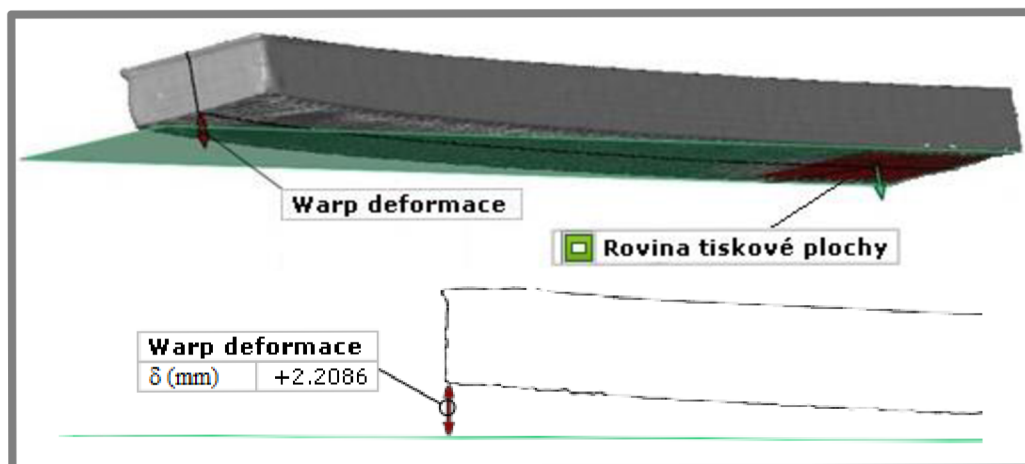 Warp deformace
Rovina tiskové plochy
Warp deformace
δ (mm) +2.2086